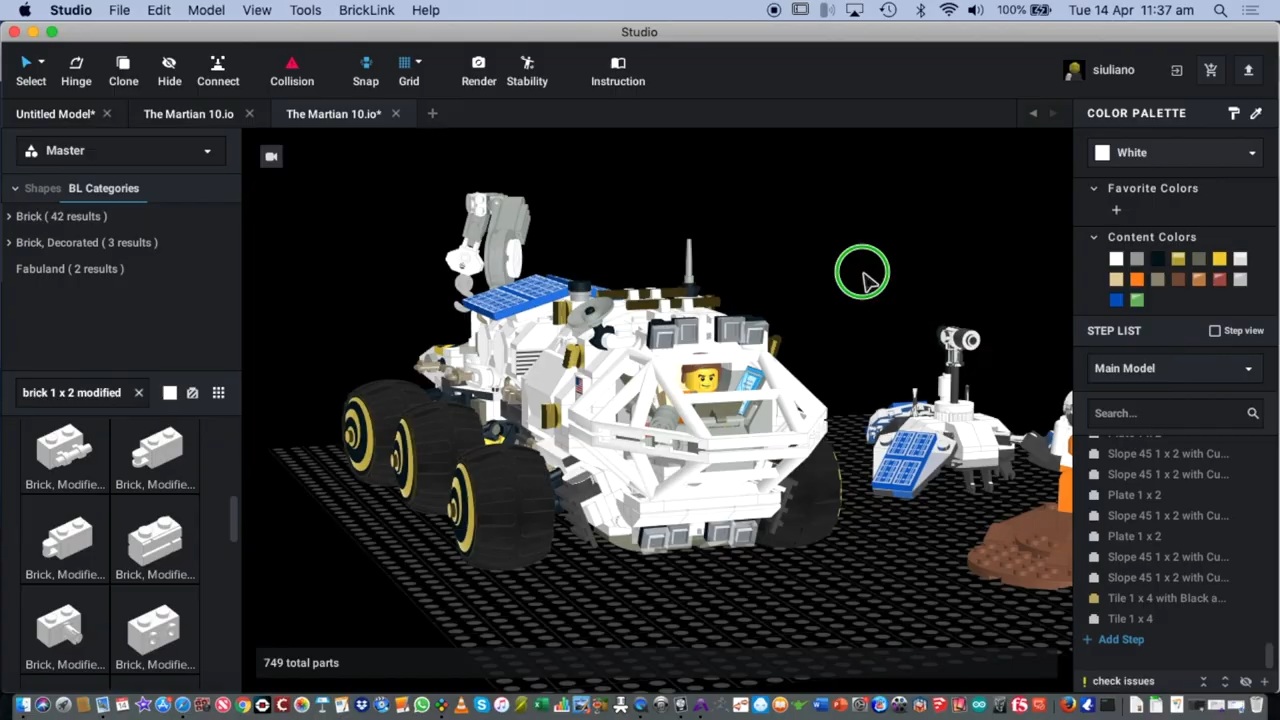 Studio File Edit Model View Tools BrickLink Help 100% Tue 14 Apr 11:37 am
Studio
Select Hinge Clone Hide Connect Collision Snap Grid Render Stability Instruction siuliano
Untitled Model* The Martian 10.io The Martian 10.io*
COLOR PALETTE
Master
White
Shapes BL Categories
Favorite Colors
Brick ( 42 results )
Brick, Decorated ( 3 results )
Content Colors
Fabuland ( 2 results )
STEP LIST Step view
Main Model
brick 1 x 2 modified
Search...
Slope 45 1 x 2 with Cu...
Slope 45 1 x 2 with Cu...
Brick, Modifie... Brick, Modifie...
Plate 1 x 2
Slope 45 1 x 2 with Cu...
Plate 1 x 2
Slope 45 1 x 2 with Cu...
Brick, Modifie... Brick, Modifie...
Slope 45 1 x 2 with Cu...
Tile 1 x 4 with Black a...
Tile 1 x 4
Add Step
Brick, Modifie... Brick, Modifie...
749 total parts
check issues